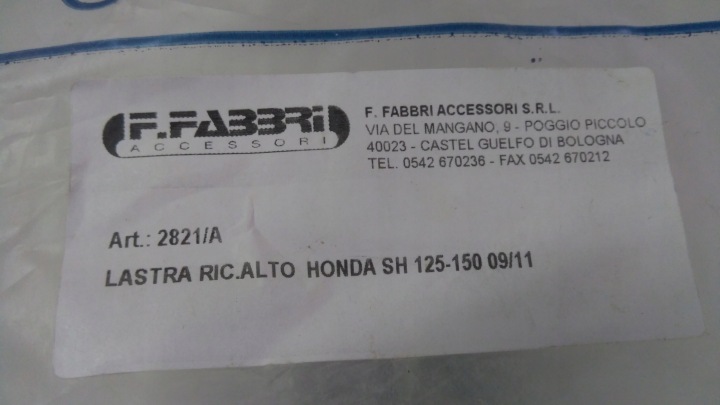 F.FABBRI
ACCESSORI
F. FABBRI ACCESSORI S.R.L.
VIA DEL MANGANO, 9 - POGGIO PICCOLO
40023 - CASTEL GUELFO DI BOLOGNA
TEL. 0542 670236 - FAX 0542 670212
Art.: 2821/A
LASTRA RIC.ALTO HONDA SH 125-150 09/11